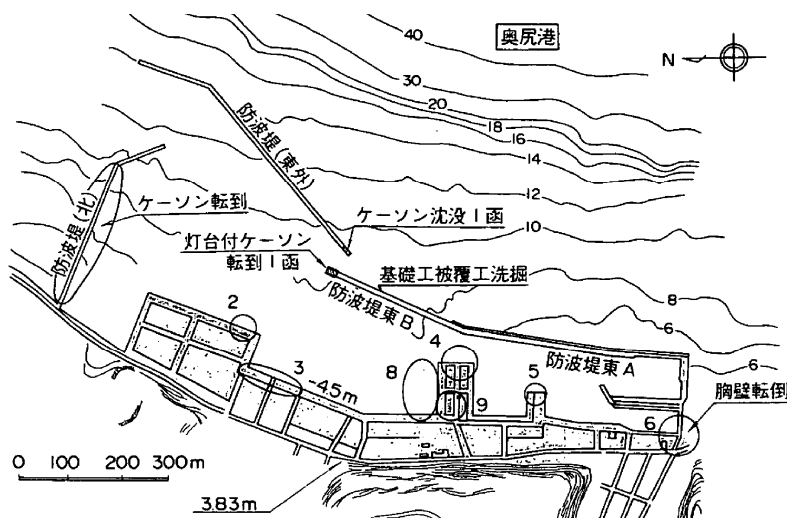 奥尻港
N
40
30
20
18
16
14
12
10
8
6
6
防波堤(東外)
防波堤(北)
ケーソン転到
ケーソン沈没1函
灯台付ケーソン
転到1函
基礎工被覆工洗掘
防波堤東B
防波堤東A
胸壁転倒
2
3
-4.5m
4
8
9
5
6
0 100 200 300m
3.83m